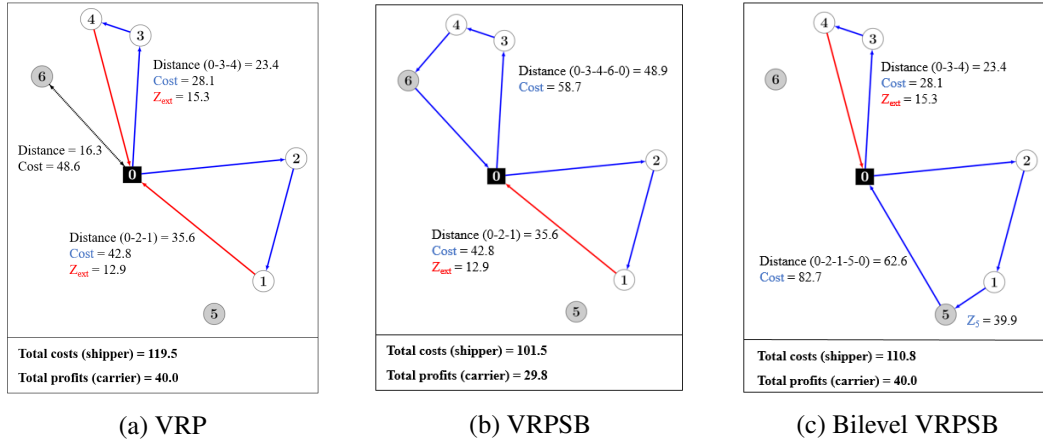 4
3
6
Distance (0-3-4) = 23.4
Cost = 28.1
Z_ext = 15.3
Distance = 16.3
Cost = 48.6
0
2
Distance (0-2-1) = 35.6
Cost = 42.8
Z_ext = 12.9
1
5
Total costs (shipper) = 119.5
Total profits (carrier) = 40.0
(a) VRP
4
3
6
Distance (0-3-4-6-0) = 48.9
Cost = 58.7
0
2
Distance (0-2-1) = 35.6
Cost = 42.8
Z_ext = 12.9
1
5
Total costs (shipper) = 101.5
Total profits (carrier) = 29.8
(b) VRPSB
4
3
6
Distance (0-3-4) = 23.4
Cost = 28.1
Z_ext = 15.3
0
2
Distance (0-2-1-5-0) = 62.6
Cost = 82.7
1
5
Z_5 = 39.9
Total costs (shipper) = 110.8
Total profits (carrier) = 40.0
(c) Bilevel VRPSB